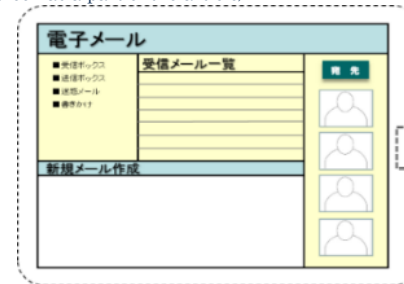 電子メール
■受信ボックス
■送信ボックス
■迷惑メール
■書きかけ
受信メール一覧
宛 先
新規メール作成